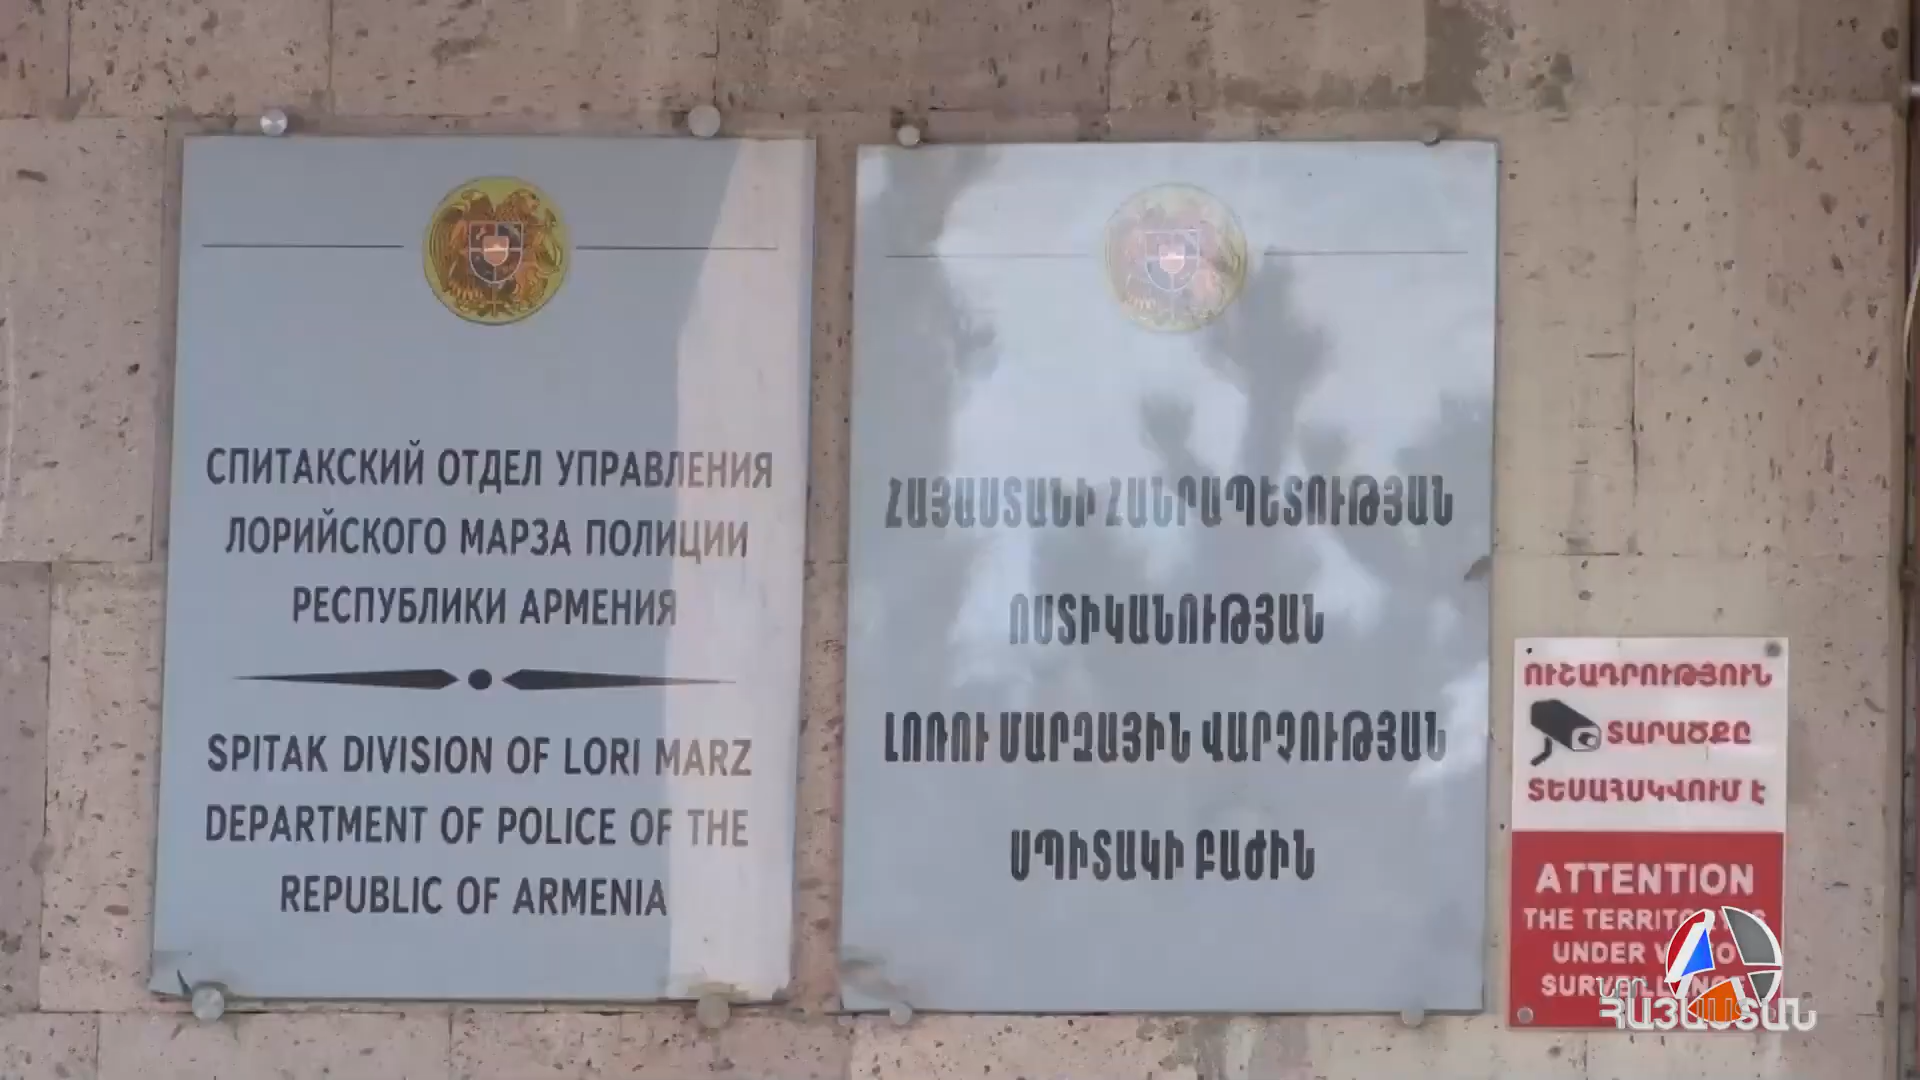 СПИТАКСКИЙ ОТДЕЛ УПРАВЛЕНИЯ
ЛОРИЙСКОГО МАРЗА ПОЛИЦИИ
РЕСПУБЛИКИ АРМЕНИЯ
SPITAK DIVISION OF LORI MARZ
DEPARTMENT OF POLICE OF THE
REPUBLIC OF ARMENIA
ՀԱՅԱՍՏԱՆԻ ՀԱՆՐԱՊԵՏՈՒԹՅԱՆ
ՈՍՏԻԿԱՆՈՒԹՅԱՆ
ԼՈՌՈՒ ՄԱՐԶԱՅԻՆ ՎԱՐՉՈՒԹՅԱՆ
ՍՊԻՏԱԿԻ ԲԱԺԻՆ
ՈՒՇԱԴՐՈՒԹՅՈՒՆ
ՏԱՐԱԾՔԸ
ՏԵՍԱՀՍԿՎՈՒՄ Է
ATTENTION
THE
UNDER
ՆՈՐ
ՀԱՅԱՍՏԱՆ